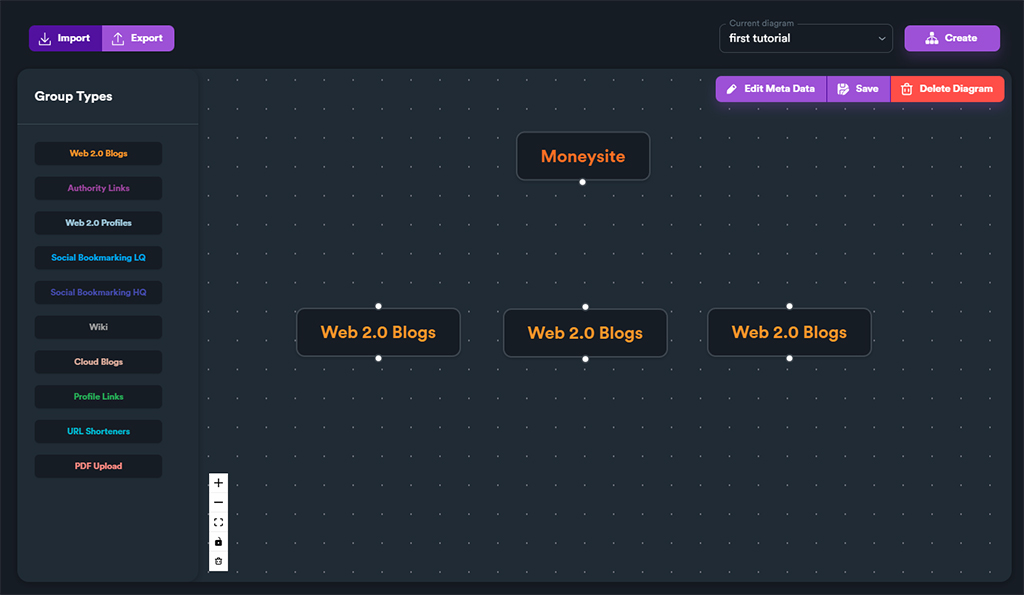 Import
Export
Current diagram
first tutorial
Create
Group Types
Edit Meta Data
Save
Delete Diagram
Web 2.0 Blogs
Authority Links
Web 2.0 Profiles
Social Bookmarking LQ
Social Bookmarking HQ
Wiki
Cloud Blogs
Profile Links
URL Shorteners
PDF Upload
Moneysite
Web 2.0 Blogs
Web 2.0 Blogs
Web 2.0 Blogs